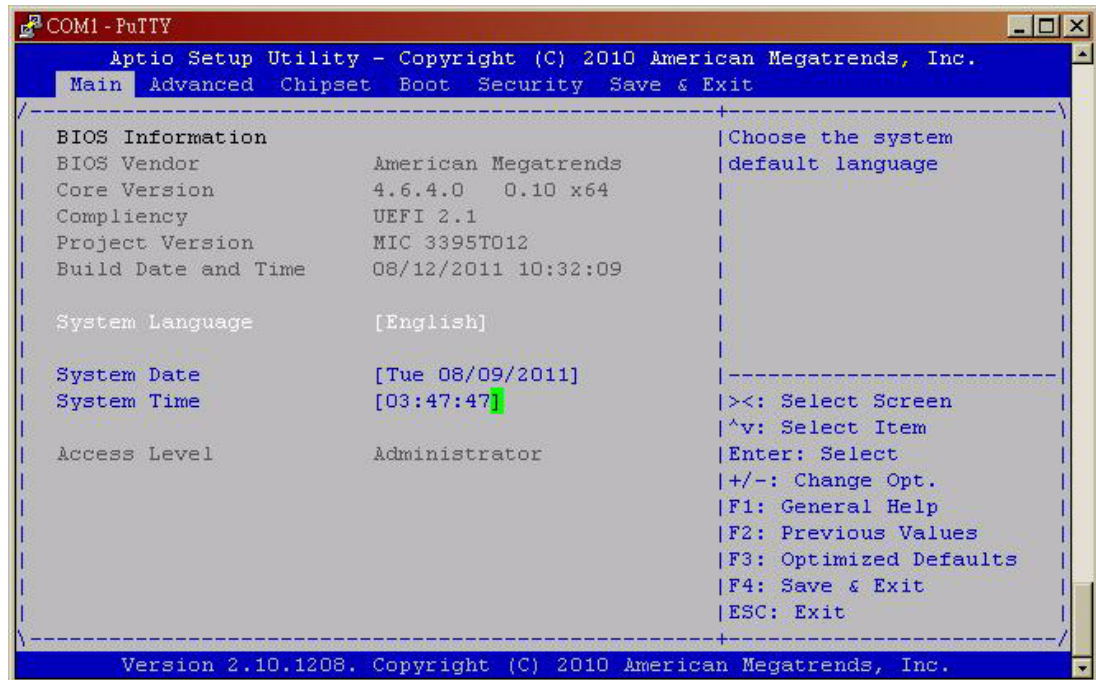 COM1 - PuTTY
Aptio Setup Utility - Copyright (C) 2010 American Megatrends, Inc.
Main Advanced Chipset Boot Security Save & Exit
/----------------------------------------------------+------------------------\
BIOS Information |Choose the system
BIOS Vendor American Megatrends |default language
Core Version 4.6.4.0 0.10 x64
Compliency UEFI 2.1
Project Version MIC 3395T012
Build Date and Time 08/12/2011 10:32:09
System Language [English]
System Date [Tue 08/09/2011] |------------------------|
System Time [03:47:47] |><: Select Screen
|^v: Select Item
Access Level Administrator |Enter: Select
|+/-: Change Opt.
|F1: General Help
|F2: Previous Values
|F3: Optimized Defaults
|F4: Save & Exit
|ESC: Exit
\----------------------------------------------------+------------------------/
Version 2.10.1208. Copyright (C) 2010 American Megatrends, Inc.